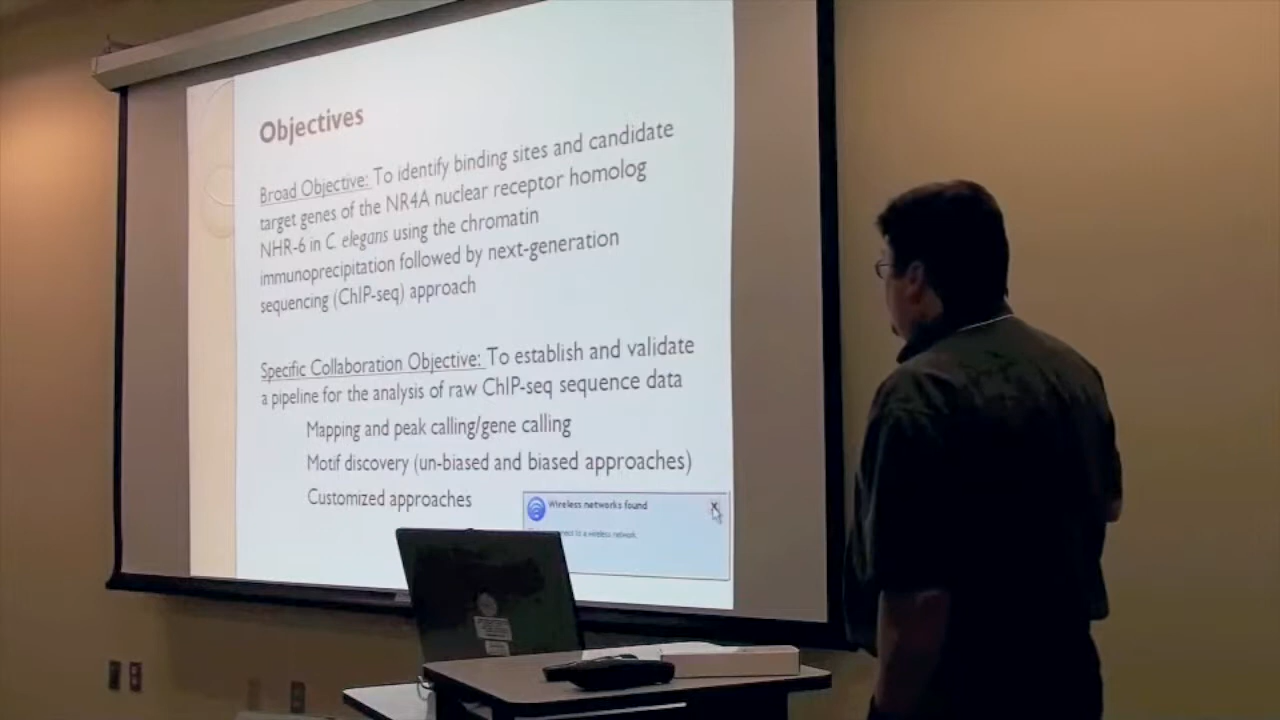 Objectives
Broad Objective: To identify binding sites and candidate
target genes of the NR4A nuclear receptor homolog
NHR-6 in C. elegans using the chromatin
immunoprecipitation followed by next-generation
sequencing (ChIP-seq) approach
Specific Collaboration Objective: To establish and validate
a pipeline for the analysis of raw ChIP-seq sequence data
Mapping and peak calling/gene calling
Motif discovery (un-biased and biased approaches)
Customized approaches
Wireless networks found
to a wireless network.